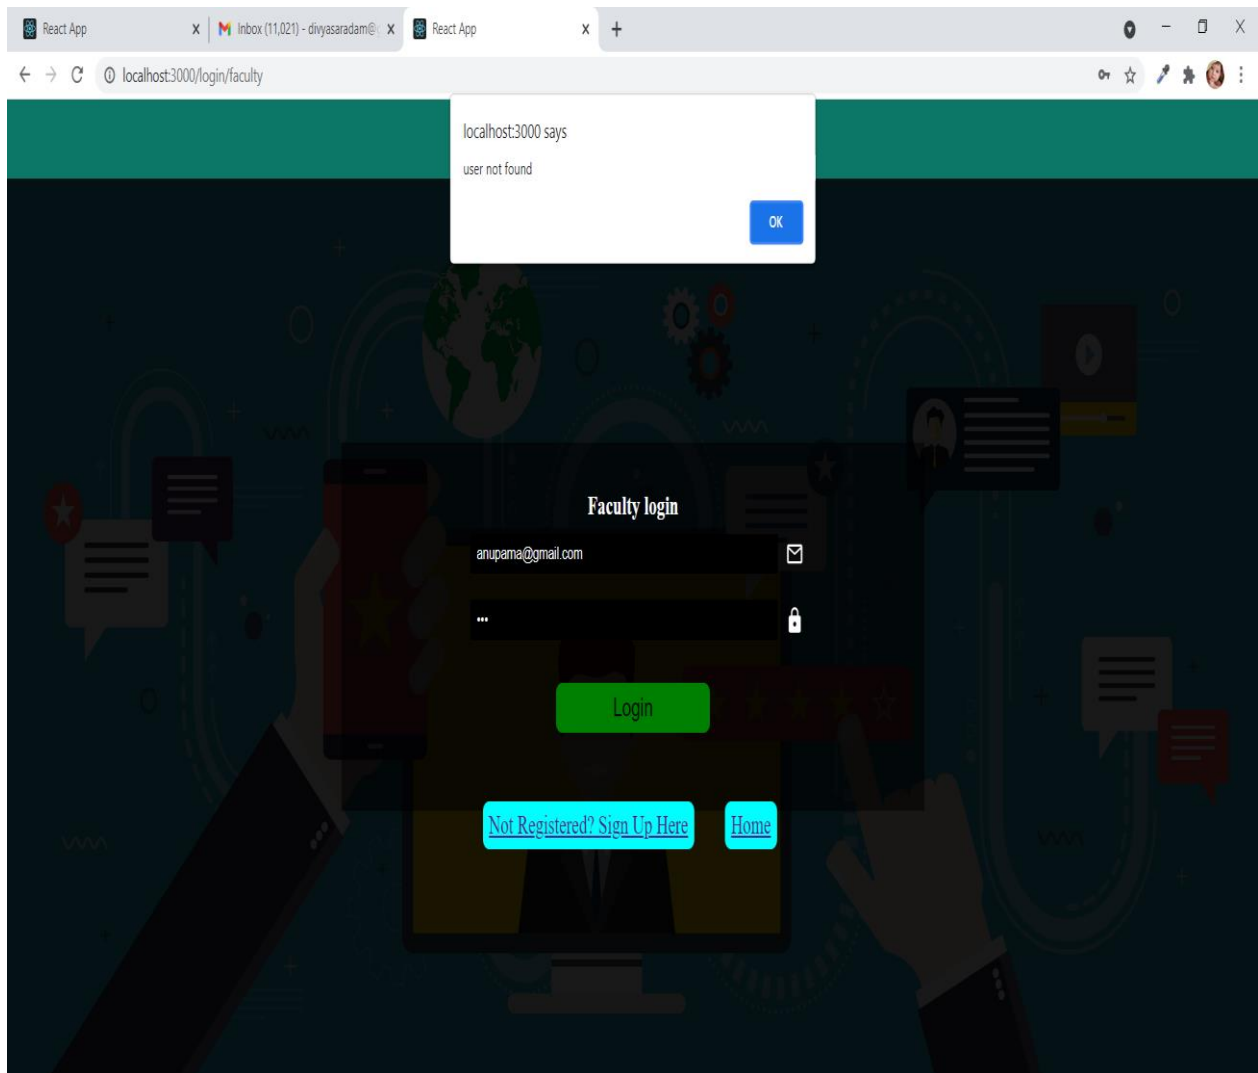 React App
Inbox (11,021) - divyasaradam@g
React App
localhost:3000/login/faculty
localhost:3000 says
user not found
OK
Faculty login
anupama@gmail.com
•••
Login
Not Registered? Sign Up Here
Home